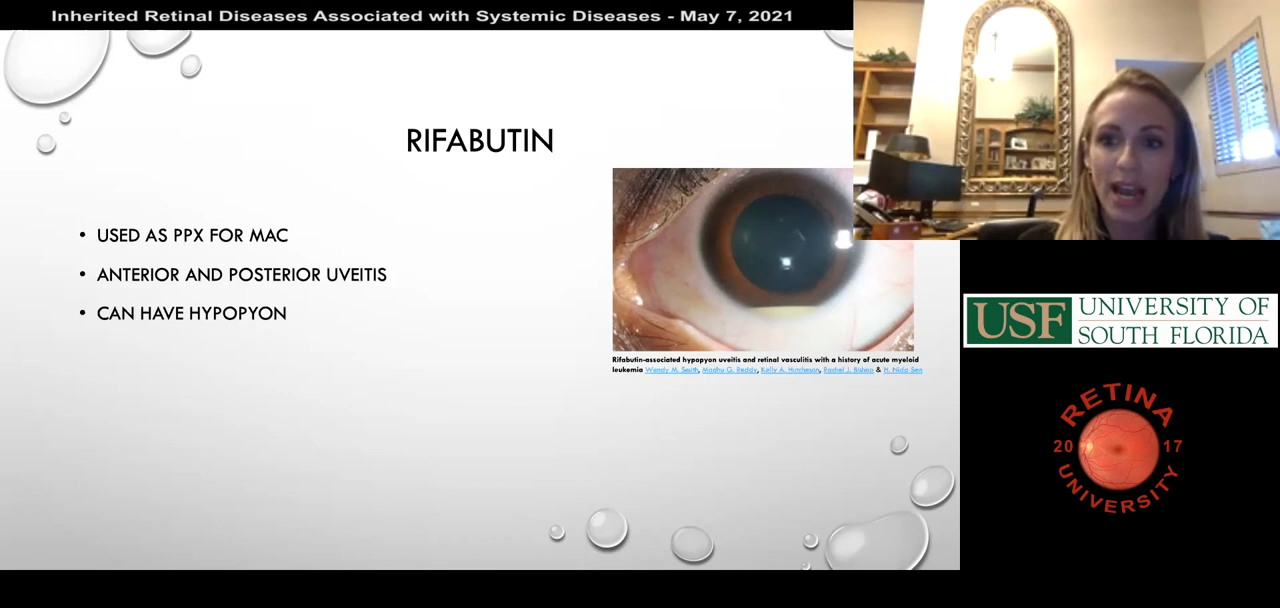 Inherited Retinal Diseases Associated with Systemic Diseases - May 7, 2021
RIFABUTIN
• USED AS PPX FOR MAC
• ANTERIOR AND POSTERIOR UVEITIS
• CAN HAVE HYPOPYON
Rifabutin-associated hypopyon uveitis and retinal vasculitis with a history of acute myeloid
leukemia Wendy M. Smith, Madhu G. Reddy, Kelly A. Hutcheson, Rachel J. Bishop & H. Nida Sen
USF
UNIVERSITY OF
SOUTH FLORIDA
RETINA
20 17
UNIVERSITY